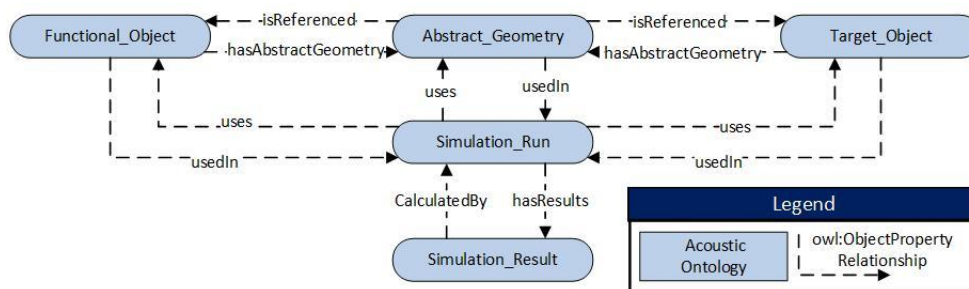 isReferenced
isReferenced
Functional_Object
Abstract_Geometry
Target_Object
hasAbstractGeometry
hasAbstractGeometry
uses
usedIn
uses
uses
Simulation_Run
usedIn
usedIn
CalculatedBy
hasResults
Legend
Simulation_Result
Acoustic
Ontology
owl:ObjectProperty
Relationship